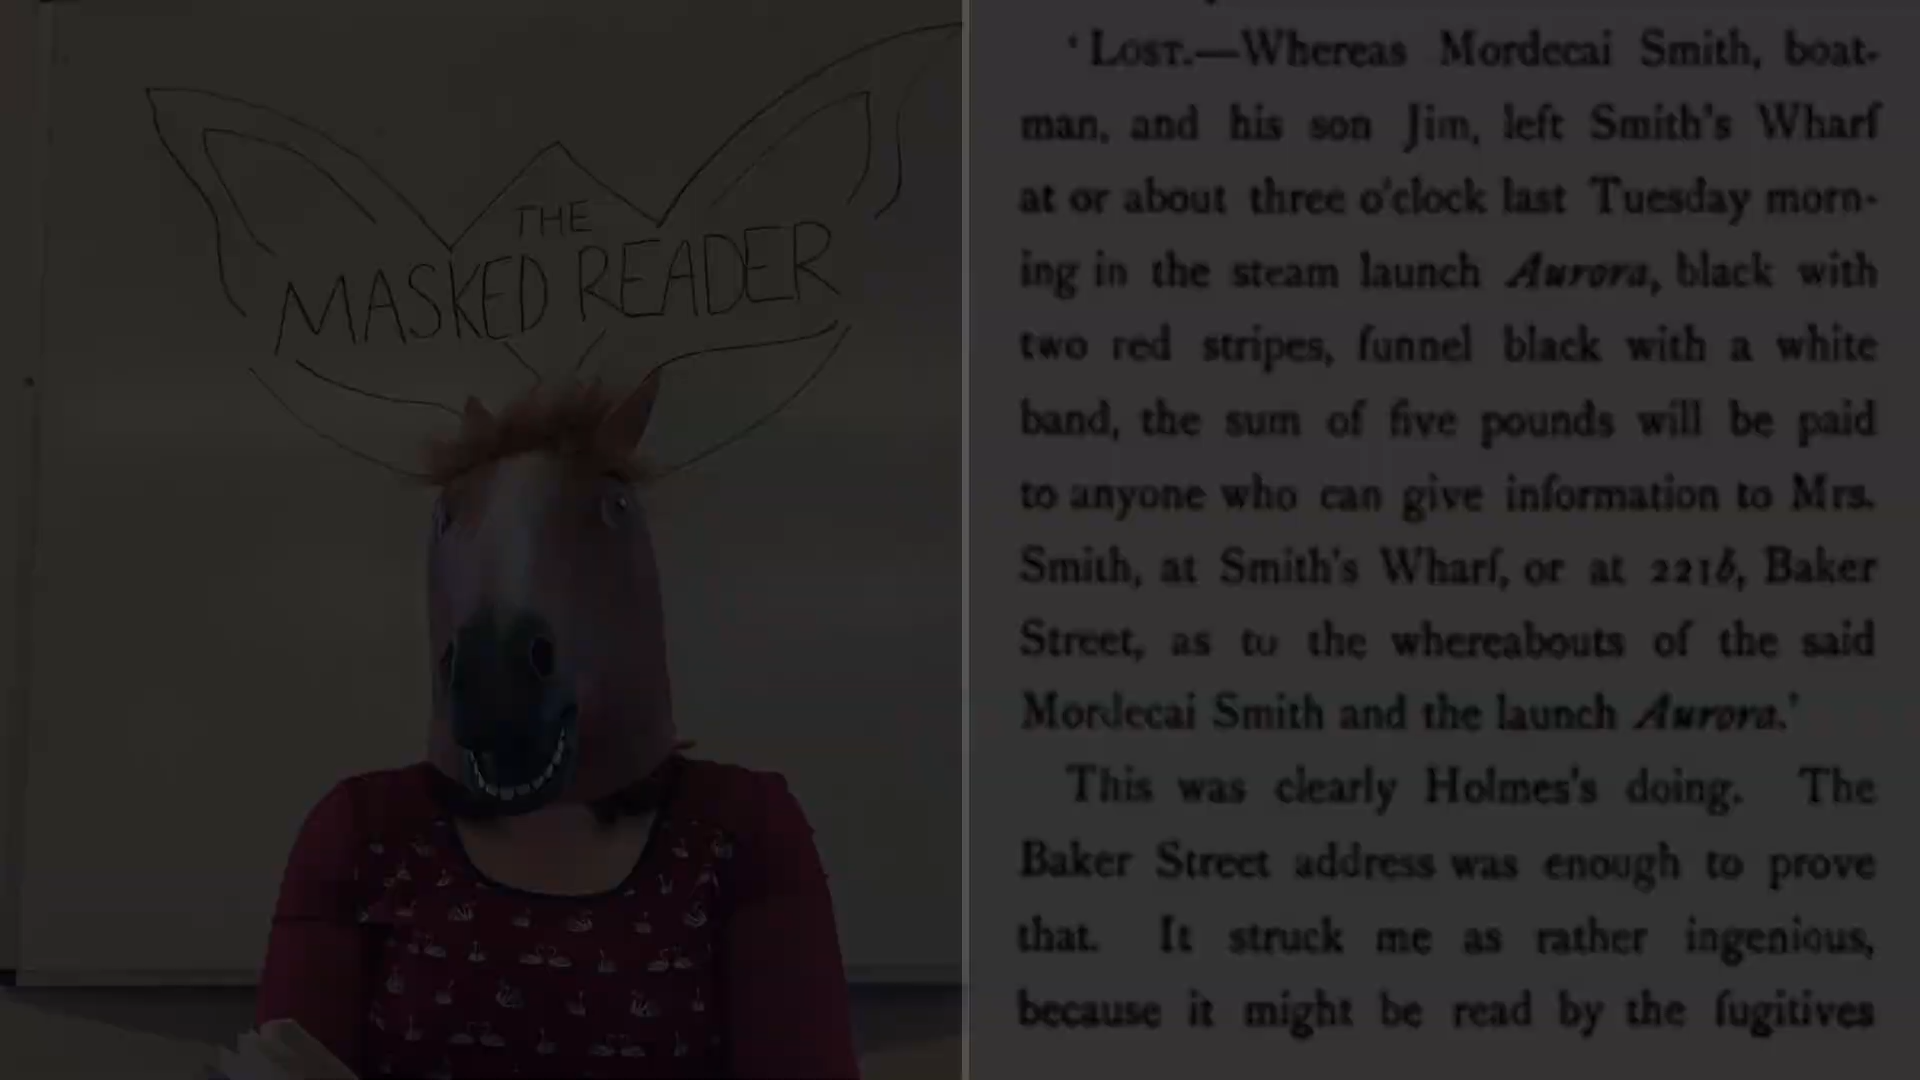 THE
MASKED READER
‘LOST.—Whereas Mordecai Smith, boat-
man, and his son Jim, left Smith's Wharf
at or about three o'clock last Tuesday morn-
ing in the steam launch Aurora, black with
two red stripes, funnel black with a white
band, the sum of five pounds will be paid
to anyone who can give information to Mrs.
Smith, at Smith's Wharf, or at 221b, Baker
Street, as to the whereabouts of the said
Mordecai Smith and the launch Aurora.’
This was clearly Holmes's doing. The
Baker Street address was enough to prove
that. It struck me as rather ingenious,
because it might be read by the fugitives